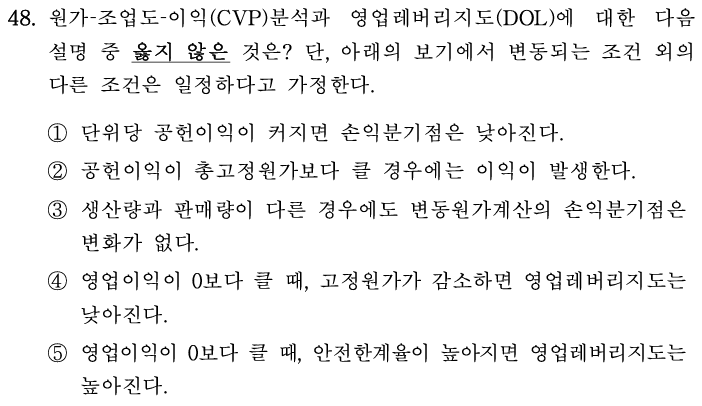 48. 원가-조업도-이익(CVP)분석과 영업레버리지도(DOL)에 대한 다음
설명 중 옳지 않은 것은? 단, 아래의 보기에서 변동되는 조건 외의
다른 조건은 일정하다고 가정한다.
① 단위당 공헌이익이 커지면 손익분기점은 낮아진다.
② 공헌이익이 총고정원가보다 클 경우에는 이익이 발생한다.
③ 생산량과 판매량이 다른 경우에도 변동원가계산의 손익분기점은
변화가 없다.
④ 영업이익이 0보다 클 때, 고정원가가 감소하면 영업레버리지도는
낮아진다.
⑤ 영업이익이 0보다 클 때, 안전한계율이 높아지면 영업레버리지도는
높아진다.